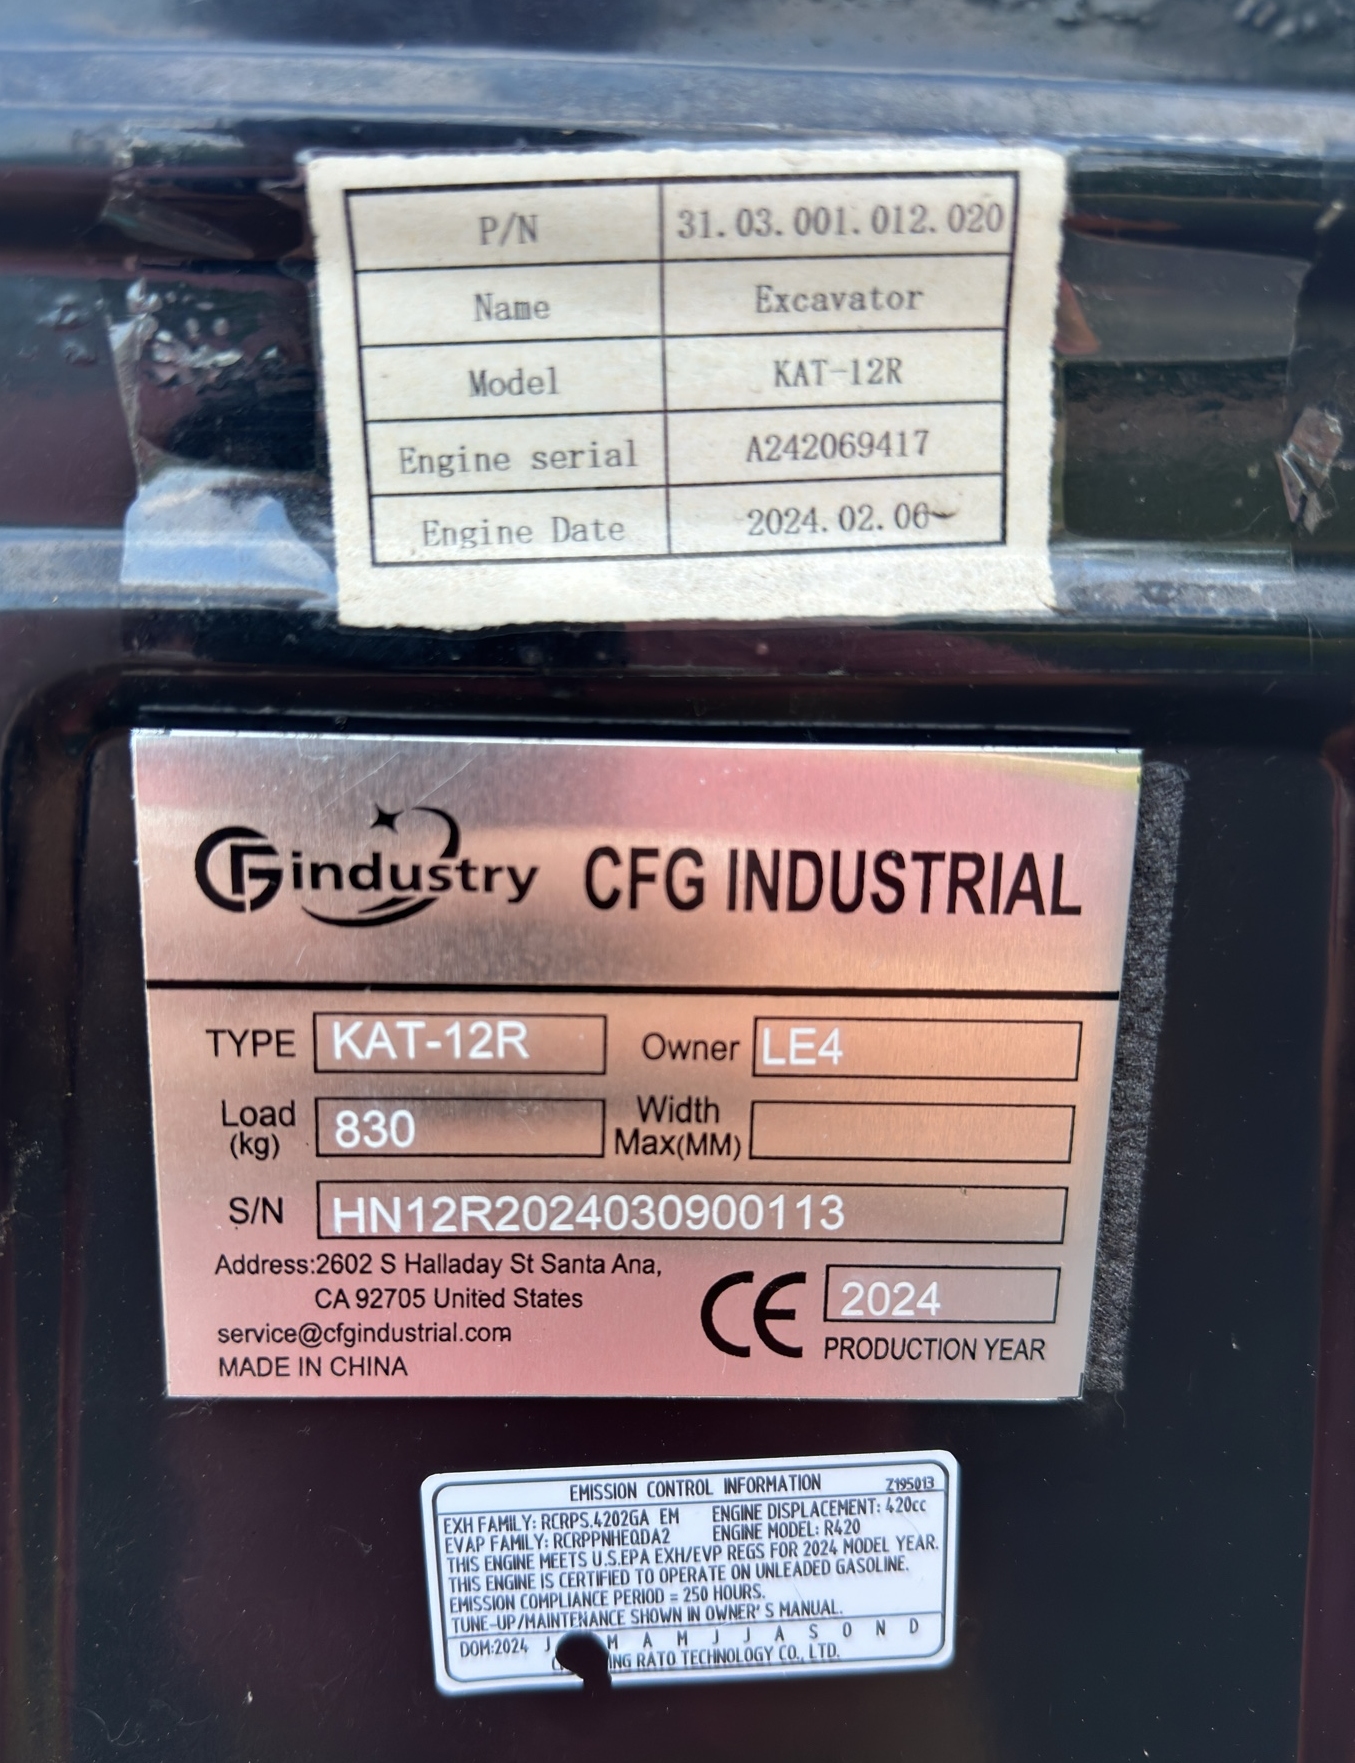 P/N 31.03.001.012.020
Name Excavator
Model KAT-12R
Engine serial A242069417
Engine Date 2024.02.06
CFGindustry CFG INDUSTRIAL
TYPE KAT-12R Owner LE4
Load (kg) 830 Width Max(MM)
S/N HN12R2024030900113
Address:2602 S Halladay St Santa Ana,
CA 92705 United States
service@cfgindustrial.com
MADE IN CHINA
CE 2024
PRODUCTION YEAR
EMISSION CONTROL INFORMATION Z195013
EXH FAMILY: RCRPS.4202GA EM ENGINE DISPLACEMENT: 420cc
EVAP FAMILY: RCRPPNHEQDA2 ENGINE MODEL: R420
THIS ENGINE MEETS U.S.EPA EXH/EVP REGS FOR 2024 MODEL YEAR.
THIS ENGINE IS CERTIFIED TO OPERATE ON UNLEADED GASOLINE.
EMISSION COMPLIANCE PERIOD = 250 HOURS.
TUNE-UP/MAINTENANCE SHOWN IN OWNER'S MANUAL.
DOM:2024 J M A M J J A S O N D
RATO TECHNOLOGY CO., LTD.